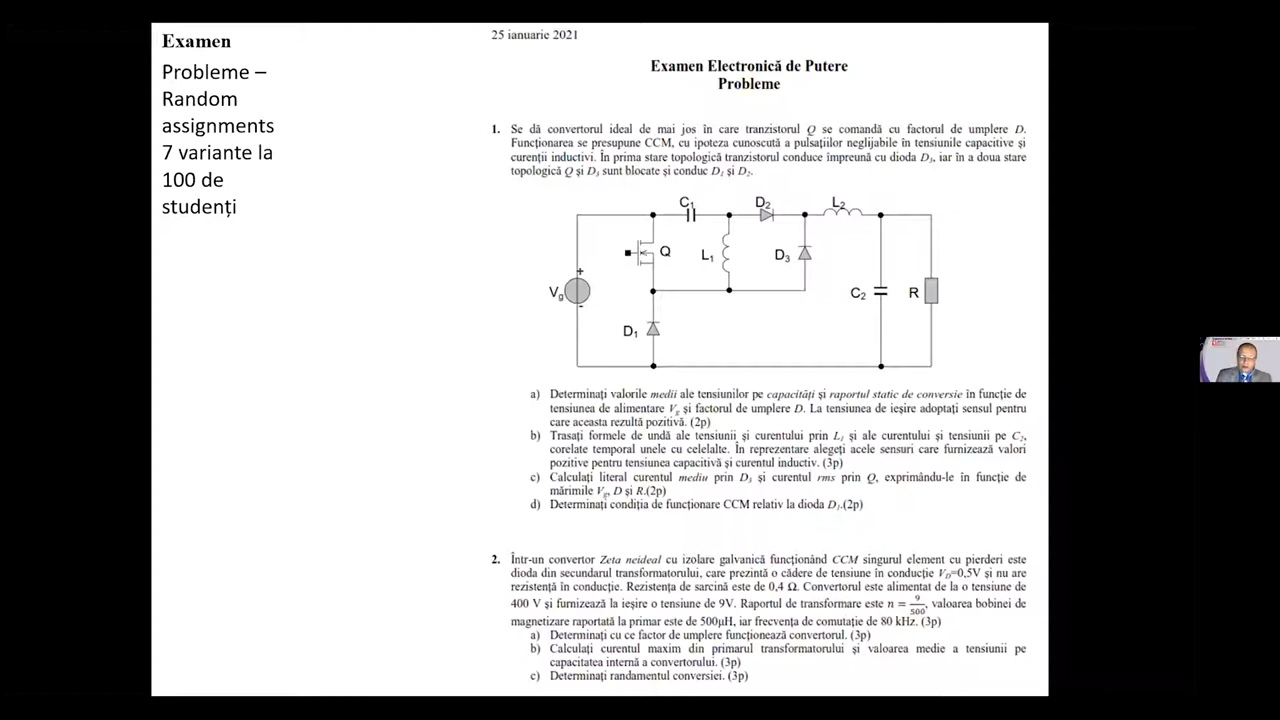 Examen
Probleme –
Random
assignments
7 variante la
100 de
studenți
25 ianuarie 2021
Examen Electronică de Putere
Probleme
1. Se dă convertorul ideal de mai jos în care tranzistorul Q se comandă cu factorul de umplere D.
Funcționarea se presupune CCM, cu ipoteza cunoscută a pulsațiilor neglijabile în tensiunile capacitive și
curenții inductivi. În prima stare topologică tranzistorul conduce împreună cu dioda D3, iar în a doua stare
topologică Q și D3 sunt blocate și conduc D1 și D2.
C1
D2
L2
Q
L1
D3
+
Vg
-
C2
R
D1
a) Determinați valorile medii ale tensiunilor pe capacități și raportul static de conversie în funcție de
tensiunea de alimentare Vg și factorul de umplere D. La tensiunea de ieșire adoptați sensul pentru
care aceasta rezultă pozitivă. (2p)
b) Trasați formele de undă ale tensiunii și curentului prin L1 și ale curentului și tensiunii pe C2,
corelate temporal unele cu celelalte. În reprezentare alegeți acele sensuri care furnizează valori
pozitive pentru tensiunea capacitivă și curentul inductiv. (3p)
c) Calculați literal curentul mediu prin D3 și curentul rms prin Q, exprimându-le în funcție de
mărimile Vg, D și R.(2p)
d) Determinați condiția de funcționare CCM relativ la dioda .(2p)
2. Într-un convertor Zeta neideal cu izolare galvanică funcționând CCM singurul element cu pierderi este
dioda din secundarul transformatorului, care prezintă o cădere de tensiune în conducție VD=0,5V și nu are
rezistență în conducție. Rezistența de sarcină este de 0,4 Ω. Convertorul este alimentat de la o tensiune de
400 V și furnizează la ieșire o tensiune de 9V. Raportul de transformare este n = 9/500, valoarea bobinei de
magnetizare raportată la primar este de 500μH, iar frecvența de comutație de 80 kHz. (3p)
a) Determinați cu ce factor de umplere funcționează convertorul. (3p)
b) Calculați curentul maxim din primarul transformatorului și valoarea medie a tensiunii pe
capacitatea internă a convertorului. (3p)
c) Determinați randamentul conversiei. (3p)